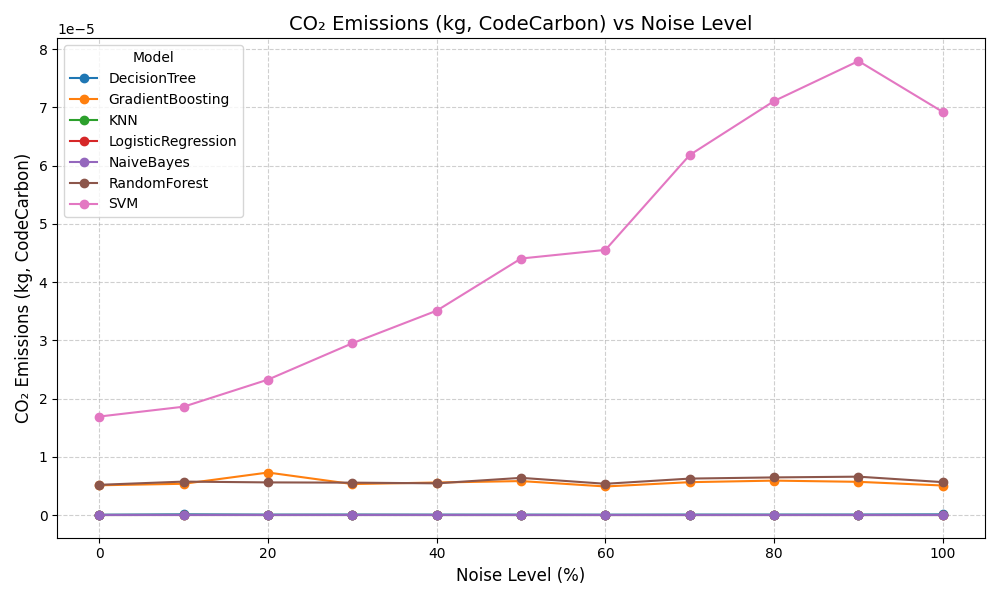 CO₂ Emissions (kg, CodeCarbon) vs Noise Level
1e−5
Model
DecisionTree
GradientBoosting
KNN
LogisticRegression
NaiveBayes
RandomForest
SVM
CO₂ Emissions (kg, CodeCarbon)
8
7
6
5
4
3
2
1
0
0 20 40 60 80 100
Noise Level (%)